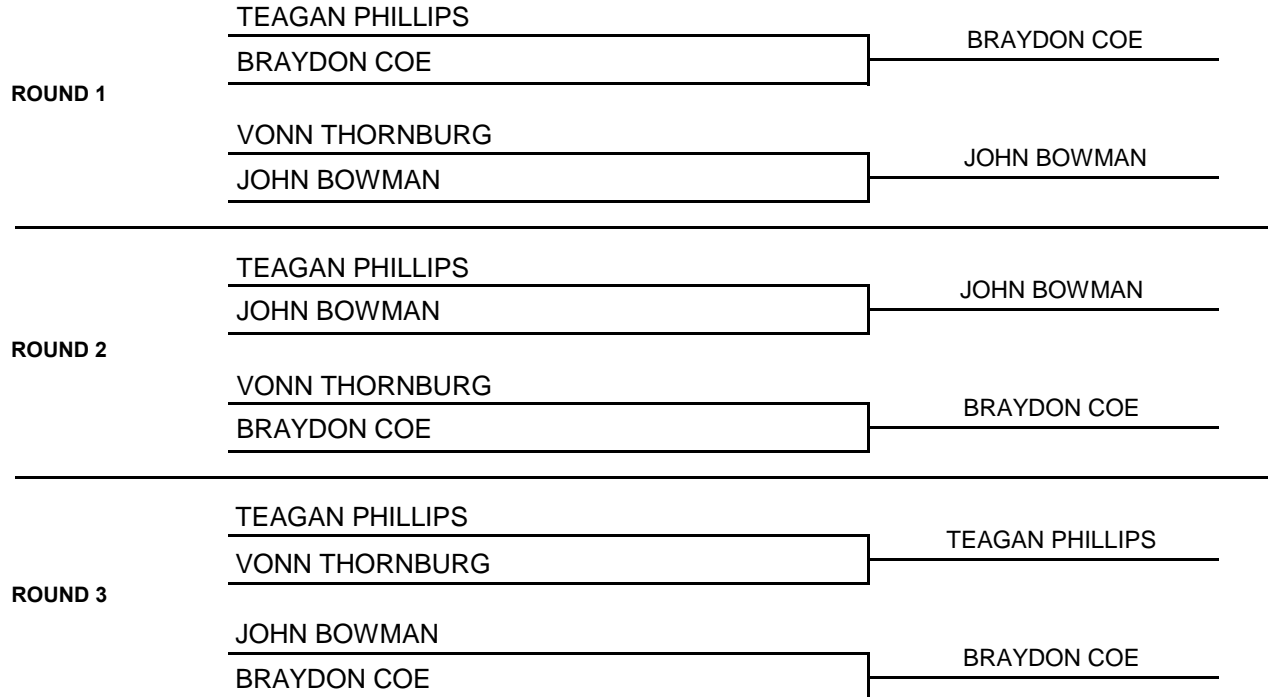 TEAGAN PHILLIPS
BRAYDON COE
BRAYDON COE
ROUND 1
VONN THORNBURG
JOHN BOWMAN
JOHN BOWMAN
TEAGAN PHILLIPS
JOHN BOWMAN
JOHN BOWMAN
ROUND 2
VONN THORNBURG
BRAYDON COE
BRAYDON COE
TEAGAN PHILLIPS
TEAGAN PHILLIPS
VONN THORNBURG
ROUND 3
JOHN BOWMAN
BRAYDON COE
BRAYDON COE